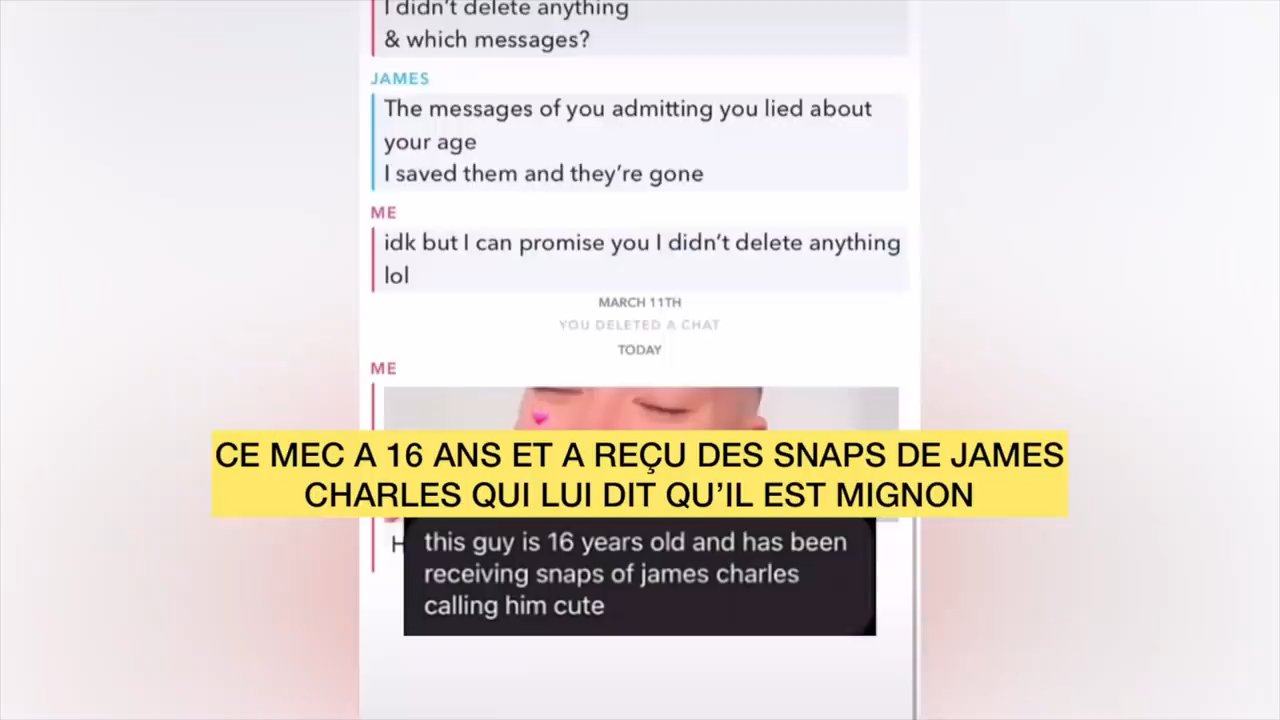 I didn't delete anything
& which messages?
JAMES
The messages of you admitting you lied about
your age
I saved them and they're gone
ME
idk but I can promise you I didn't delete anything
lol
MARCH 11TH
YOU DELETED A CHAT
TODAY
ME
CE MEC A 16 ANS ET A REÇU DES SNAPS DE JAMES
CHARLES QUI LUI DIT QU'IL EST MIGNON
this guy is 16 years old and has been
receiving snaps of james charles
calling him cute